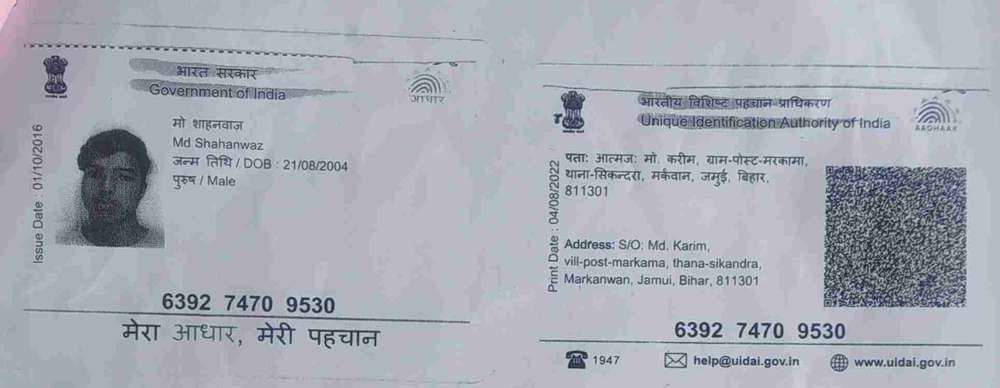 भारत सरकार
Government of India
आधार
Issue Date : 01/10/2016
मो शाहनवाज़
Md Shahanwaz
जन्म तिथि / DOB : 21/08/2004
पुरुष / Male
6392 7470 9530
मेरा आधार, मेरी पहचान
भारतीय विशिष्ट पहचान प्राधिकरण
Unique Identification Authority of India
AADHAAR
Print Date : 04/08/2022
पता: आत्मज: मो. करीम, ग्राम-पोस्ट-मरकामा,
थाना-सिकन्दरा, मर्कवान, जमुई, बिहार,
811301
Address: S/O: Md. Karim,
vill-post-markama, thana-sikandra,
Markanwan, Jamui, Bihar, 811301
6392 7470 9530
1947
help@uidai.gov.in
www.uidai.gov.in